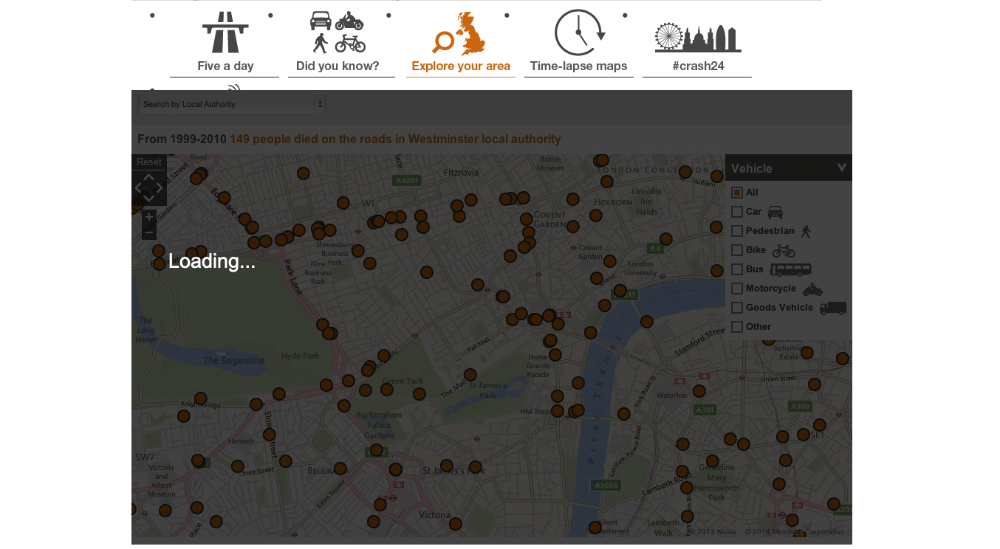 Five a day
Did you know?
Explore your area
Time-lapse maps
#crash24
Search by Local Authority
From 1999-2010 149 people died on the roads in Westminster local authority
Reset
Vehicle
All
Car
Pedestrian
Bike
Bus
Motorcycle
Goods Vehicle
Other
+
−
Loading...
Road
British
Museum
Fitzrovia
A4201
Holborn
Lincolns
Inn
Fields
HOLBORN
W1
COVENT
GARDEN
Covent
Garden
A4
London
University
Strand
Shrewsbury
Business
Park
Nice
Business
Park
Park Lane
The
Long
Water
The Serpentine
Hyde Park
Pall Mall
Horse
Guards
Parade
Stamford Street
Industrial
Estate
Union Street
Green Park
The Mall
St James's
Park
River Thames
York Road
Waterloo
A301
A300
Knightsbridge
Buckingham
Palace
Gardens
Harrods
SE1
SW7
Victoria
and
Albert
Museum
Pont Street
St James's Park
Lambeth Palace Road
Geraldine
Mary
Harmsworth
Park
Lambeth Road
A3036
Eaton Square
Victoria
Place
Lambeth
Walk
© 2013 Nokia © 2014 Microsoft Corporation